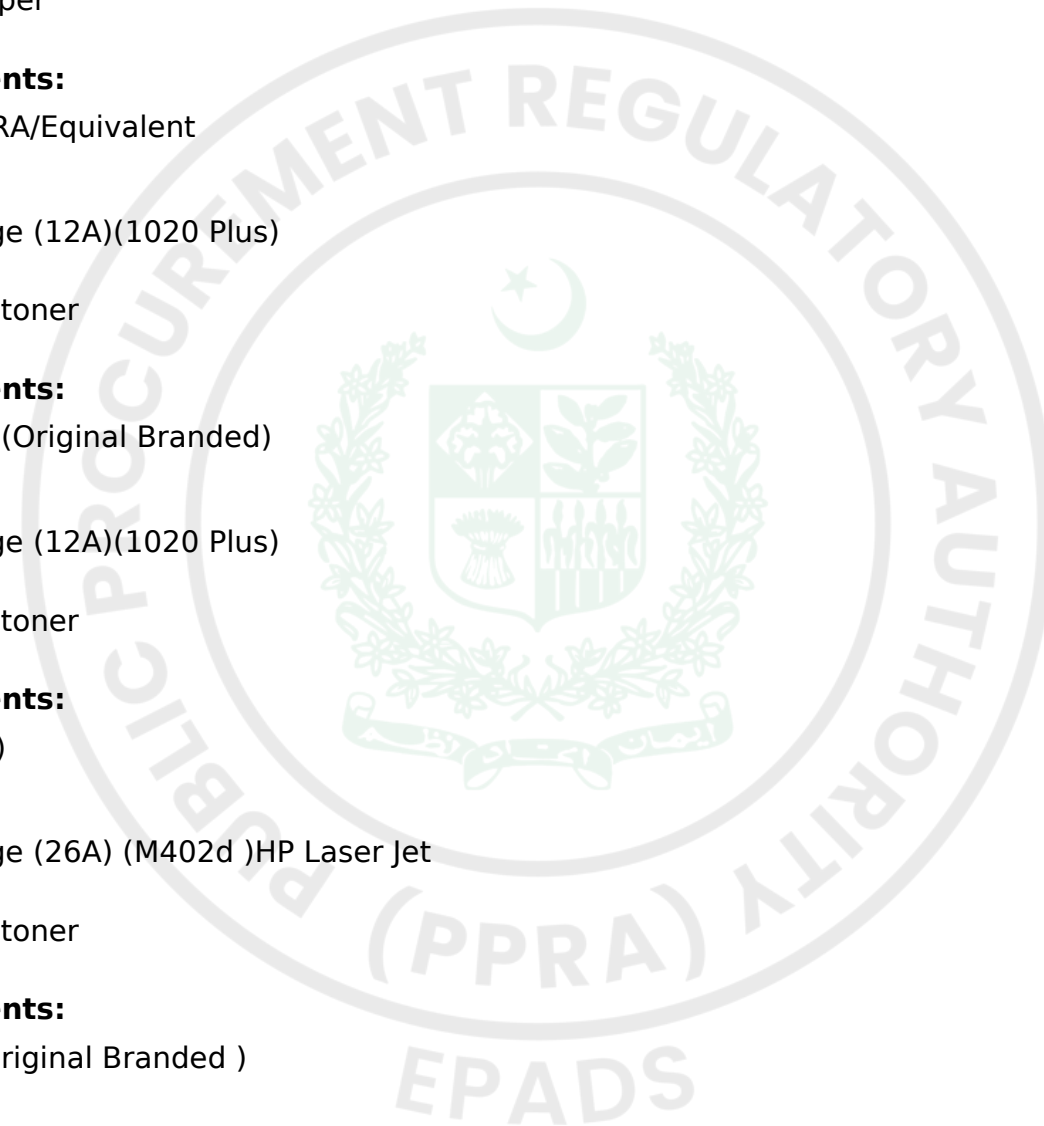 per
nts:
RA/Equivalent
ge (12A)(1020 Plus)
toner
nts:
(Original Branded)
ge (12A)(1020 Plus)
toner
nts:
)
ge (26A) (M402d )HP Laser Jet
toner
nts:
riginal Branded )
PUBLIC PROCUREMENT REGULATORY AUTHORITY
(PPRA)
EPADS